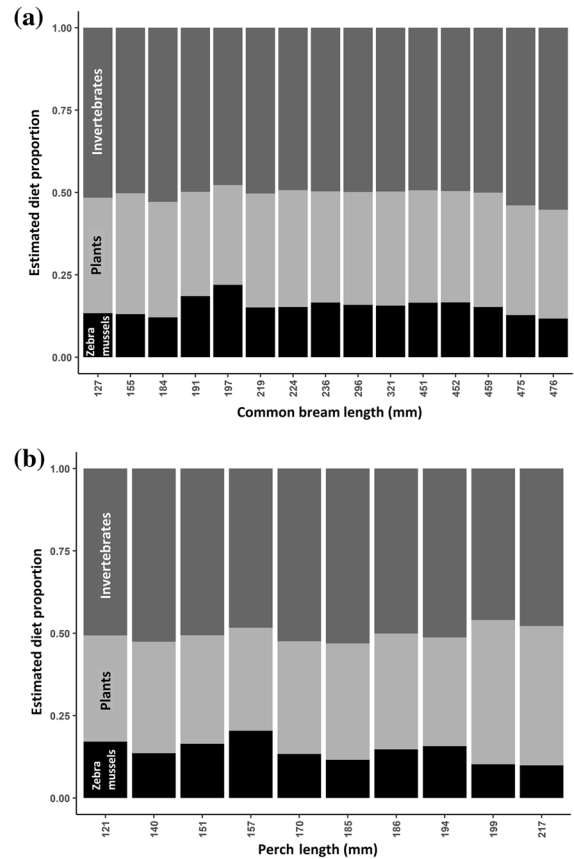 (a)
Estimated diet proportion
1.00
0.75
0.50
0.25
0.00
Invertebrates
Plants
Zebra
mussels
127 155 184 191 197 219 224 236 296 321 451 452 459 475 476
Common bream length (mm)
(b)
Estimated diet proportion
1.00
0.75
0.50
0.25
0.00
Invertebrates
Plants
Zebra
mussels
121 140 151 157 170 185 186 194 199 217
Perch length (mm)